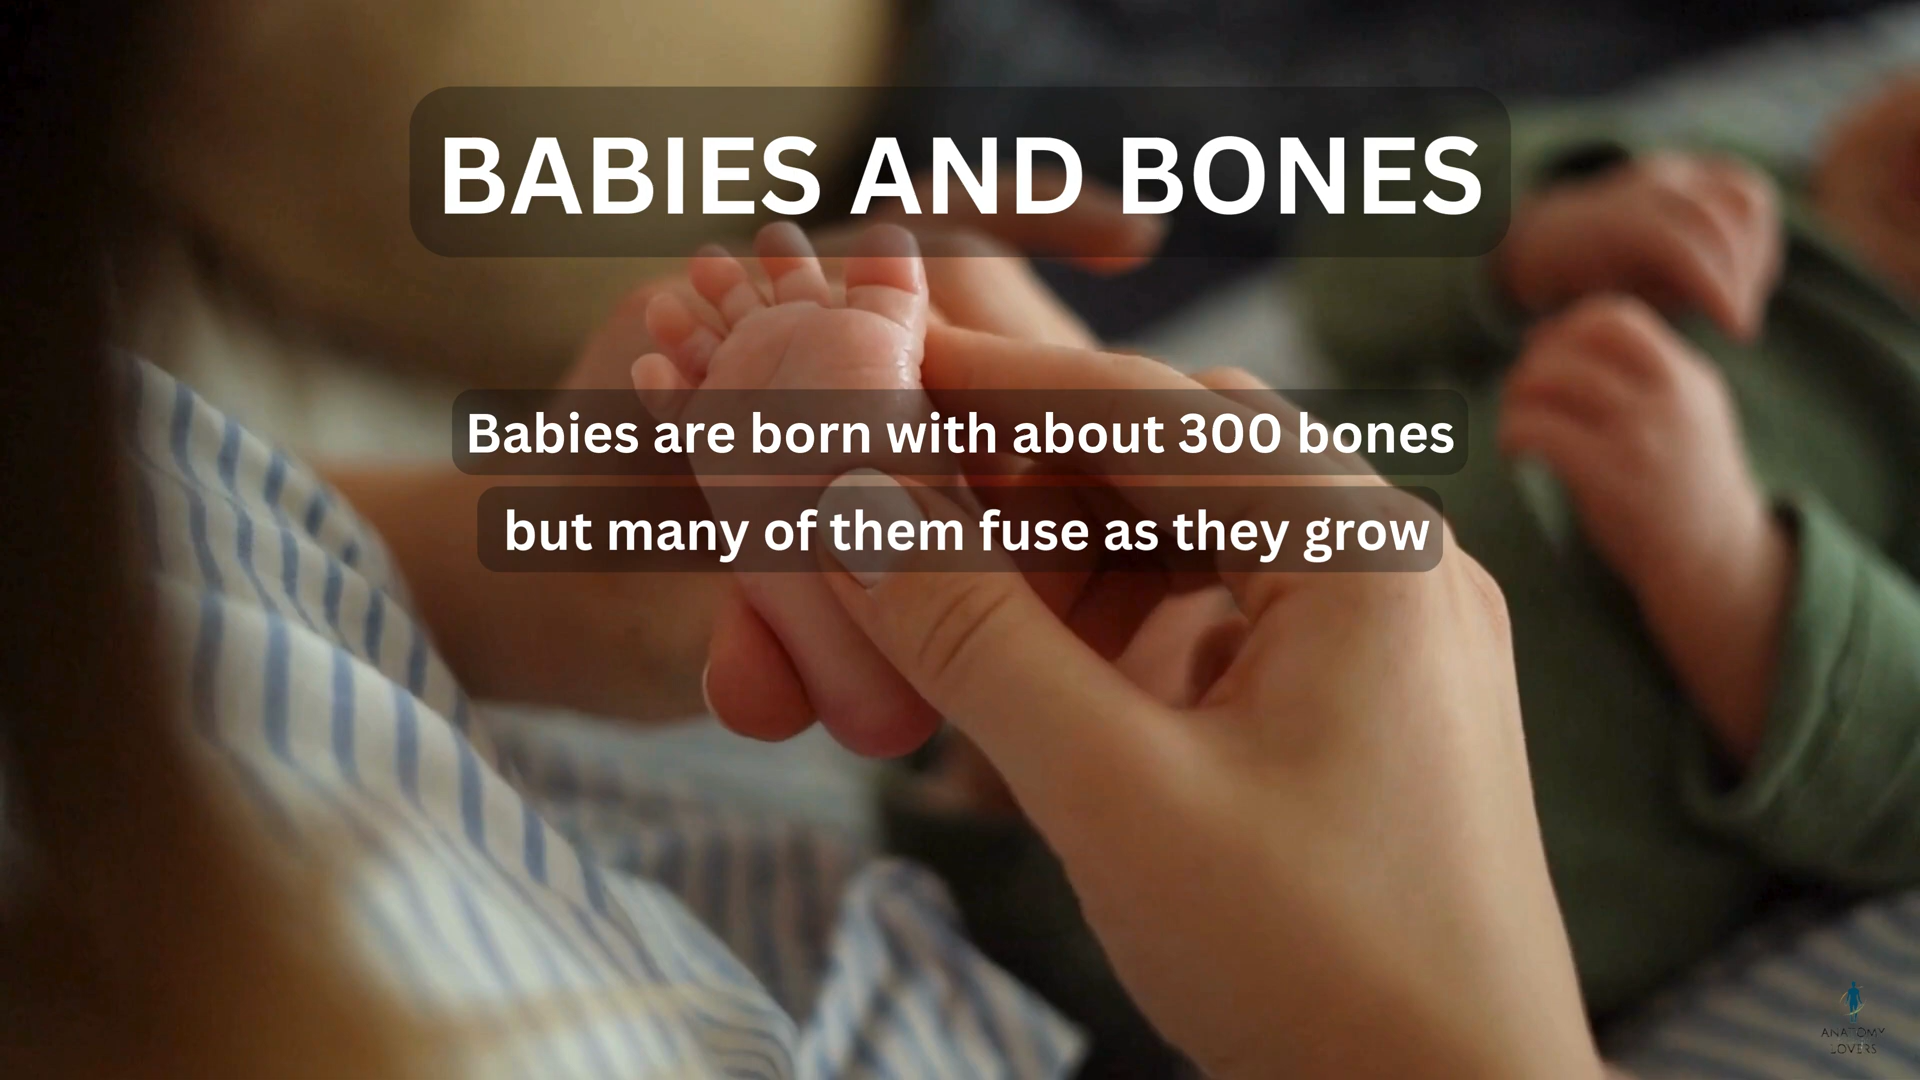 BABIES AND BONES
Babies are born with about 300 bones
but many of them fuse as they grow
ANATOMY
LOVERS